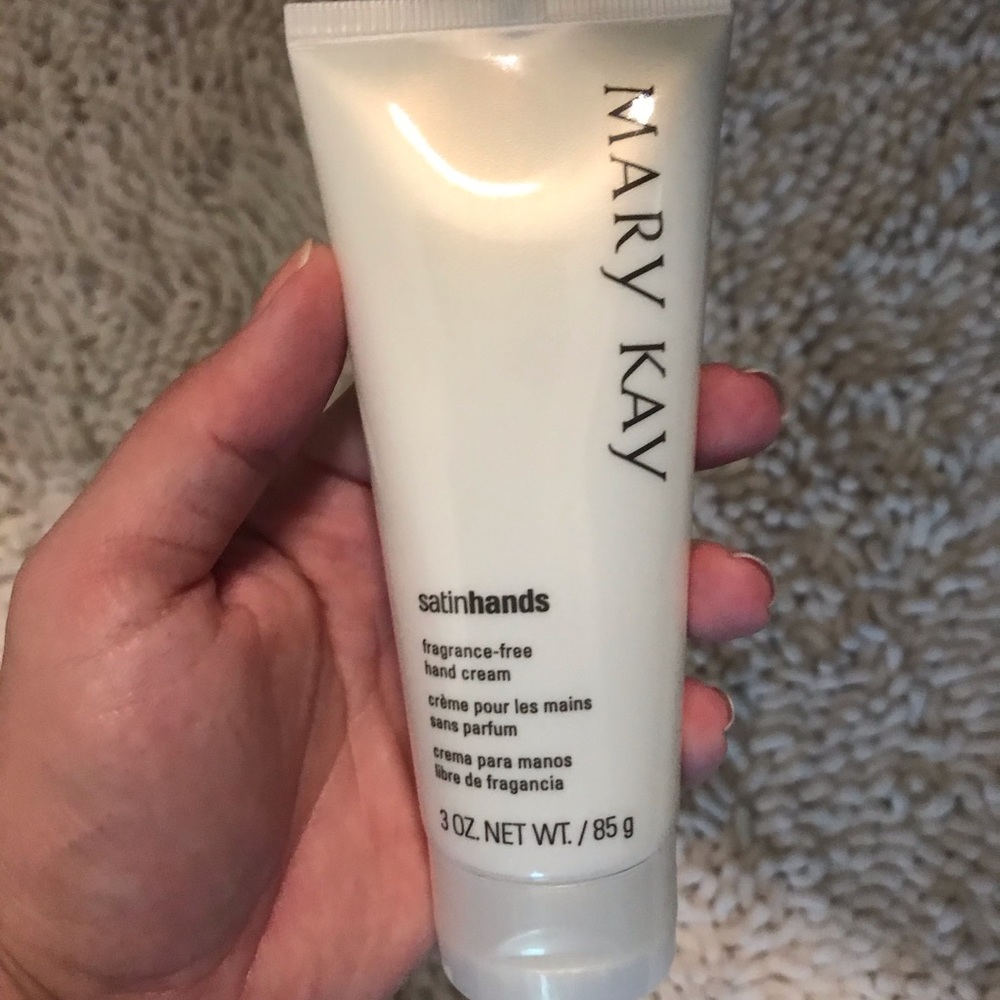 MARY KAY
satinhands
fragrance-free
hand cream
crème pour les mains
sans parfum
crema para manos
libre de fragancia
3 OZ. NET WT. / 85 g